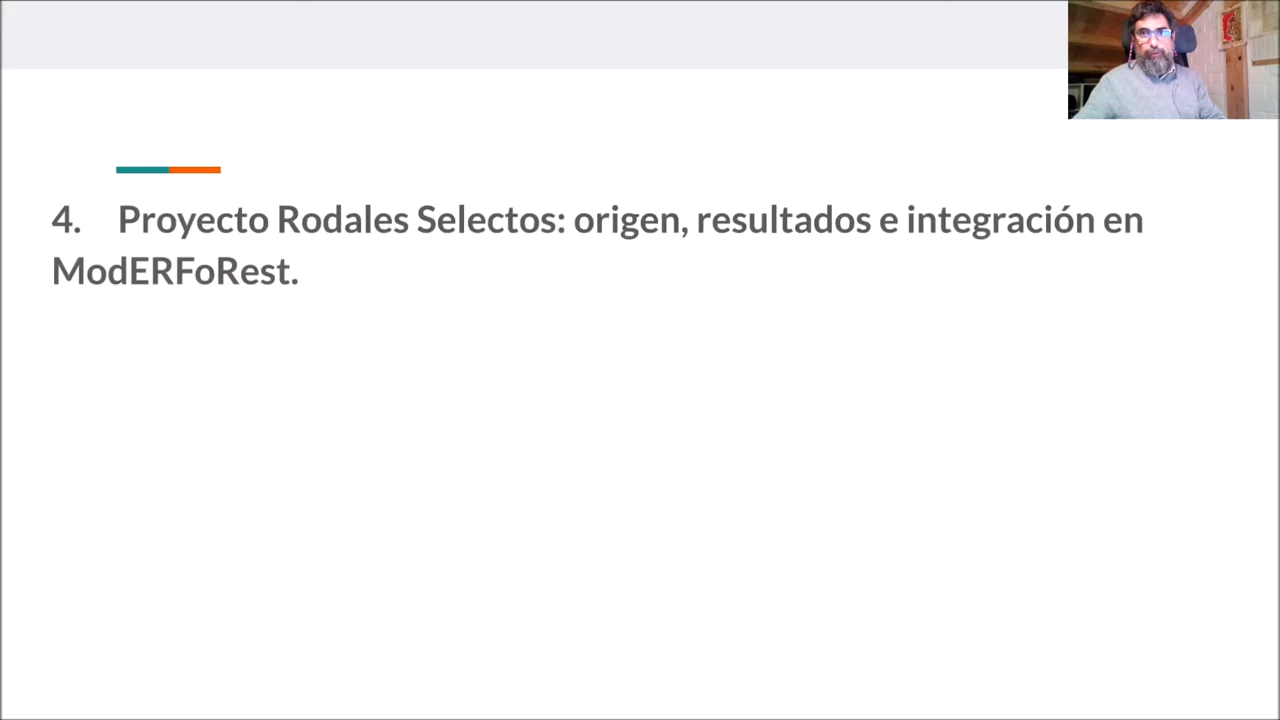 4. Proyecto Rodales Selectos: origen, resultados e integración en
ModERFoRest.